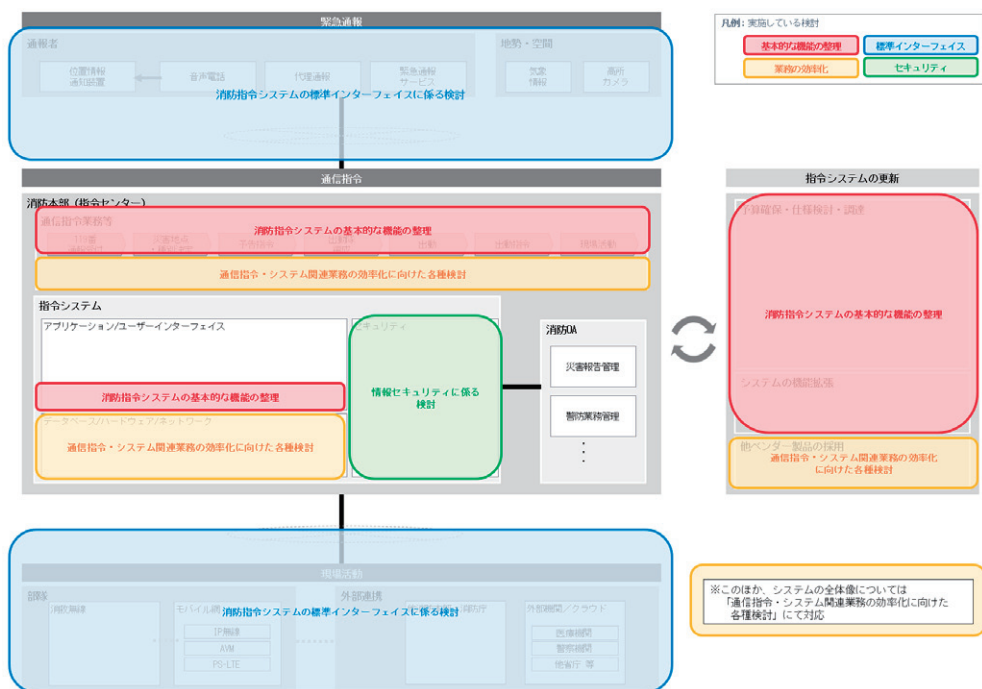 緊急通報
凡例：実施している検討
基本的な機能の整理
標準インターフェイス
業務の効率化
セキュリティ
通報者
地勢・空間
位置情報
通知装置
音声電話
代理通報
緊急通報
サービス
気象
情報
高所
カメラ
消防指令システムの標準インターフェイスに係る検討
通信指令
消防本部（指令センター）
通信指令業務等
消防指令システムの基本的な機能の整理
出動
出動指令
現場活動
通信指令・システム関連業務の効率化に向けた各種検討
指令システム
アプリケーション/ユーザーインターフェイス
セキュリティ
消防指令システムの基本的な機能の整理
情報セキュリティに係る
検討
データベース/ハードウェア/ネットワーク
通信指令・システム関連業務の効率化に向けた各種検討
消防OA
災害報告管理
警防業務管理
指令システムの更新
予算確保・仕様検討・調達
消防指令システムの基本的な機能の整理
システムの機能拡張
他ベンダー製品の採用
通信指令・システム関連業務の効率化
に向けた各種検討
現場活動
部隊
消防無線
モバイル網
IP無線
AVM
PS-LTE
外部連携
消防庁
外部機関/クラウド
医療機関
警察機関
他省庁 等
消防指令システムの標準インターフェイスに係る検討
※このほか、システムの全体像については
「通信指令・システム関連業務の効率化に向けた
各種検討」にて対応